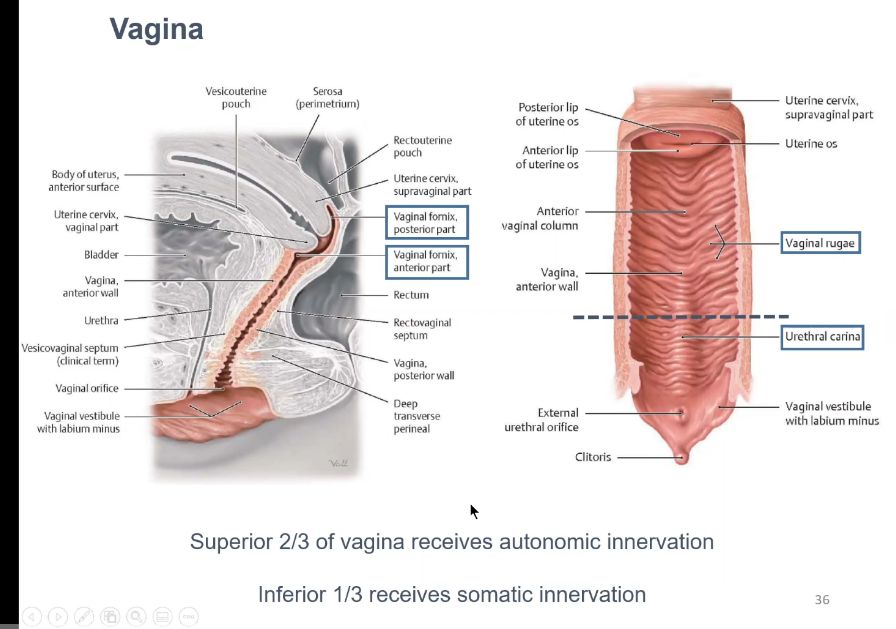 Vagina
Vesicouterine
pouch
Serosa
(perimetrium)
Rectouterine
pouch
Body of uterus,
anterior surface
Uterine cervix,
supravaginal part
Uterine cervix,
vaginal part
Vaginal fornix,
posterior part
Bladder
Vaginal fornix,
anterior part
Vagina,
anterior wall
Rectum
Urethra
Rectovaginal
septum
Vesicovaginal septum
(clinical term)
Vagina,
posterior wall
Vaginal orifice
Deep
transverse
perineal
Vaginal vestibule
with labium minus
Voll
Posterior lip
of uterine os
Uterine cervix,
supravaginal part
Anterior lip
of uterine os
Uterine os
Anterior
vaginal column
Vaginal rugae
Vagina,
anterior wall
Urethral carina
External
urethral orifice
Vaginal vestibule
with labium minus
Clitoris
Superior 2/3 of vagina receives autonomic innervation
Inferior 1/3 receives somatic innervation
36